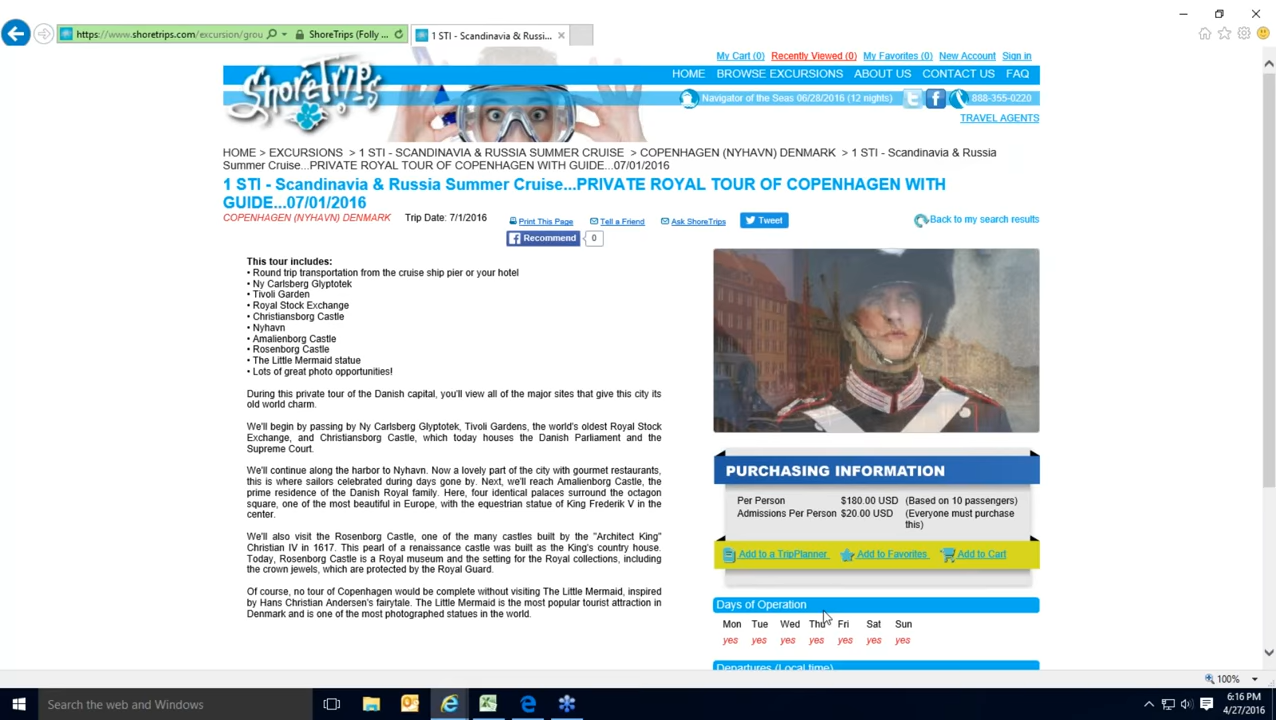 https://www.shoretrips.com/excursion/grou
ShoreTrips (Folly ...
1 STI - Scandinavia & Russi...
My Cart (0) Recently Viewed (0) My Favorites (0) New Account Sign in
ShoreTrips
HOME BROWSE EXCURSIONS ABOUT US CONTACT US FAQ
Navigator of the Seas 06/28/2016 (12 nights) 888-355-0220
TRAVEL AGENTS
HOME > EXCURSIONS > 1 STI - SCANDINAVIA & RUSSIA SUMMER CRUISE > COPENHAGEN (NYHAVN) DENMARK > 1 STI - Scandinavia & Russia
Summer Cruise...PRIVATE ROYAL TOUR OF COPENHAGEN WITH GUIDE...07/01/2016
1 STI - Scandinavia & Russia Summer Cruise...PRIVATE ROYAL TOUR OF COPENHAGEN WITH
GUIDE...07/01/2016
COPENHAGEN (NYHAVN) DENMARK Trip Date: 7/1/2016 Print This Page Tell a Friend Ask ShoreTrips Tweet Back to my search results
Recommend 0
This tour includes:
• Round trip transportation from the cruise ship pier or your hotel
• Ny Carlsberg Glyptotek
• Tivoli Garden
• Royal Stock Exchange
• Christiansborg Castle
• Nyhavn
• Amalienborg Castle
• Rosenborg Castle
• The Little Mermaid statue
• Lots of great photo opportunities!
During this private tour of the Danish capital, you'll view all of the major sites that give this city its
old world charm.
We'll begin by passing by Ny Carlsberg Glyptotek, Tivoli Gardens, the world's oldest Royal Stock
Exchange, and Christiansborg Castle, which today houses the Danish Parliament and the
Supreme Court.
We'll continue along the harbor to Nyhavn. Now a lovely part of the city with gourmet restaurants,
this is where sailors celebrated during days gone by. Next, we'll reach Amalienborg Castle, the
prime residence of the Danish Royal family. Here, four identical palaces surround the octagon
square, one of the most beautiful in Europe, with the equestrian statue of King Frederik V in the
center.
We'll also visit the Rosenborg Castle, one of the many castles built by the "Architect King"
Christian IV in 1617. This pearl of a renaissance castle was built as the King's country house.
Today, Rosenborg Castle is a Royal museum and the setting for the Royal collections, including
the crown jewels, which are protected by the Royal Guard.
Of course, no tour of Copenhagen would be complete without visiting The Little Mermaid, inspired
by Hans Christian Andersen's fairytale. The Little Mermaid is the most popular tourist attraction in
Denmark and is one of the most photographed statues in the world.
PURCHASING INFORMATION
Per Person $180.00 USD (Based on 10 passengers)
Admissions Per Person $20.00 USD (Everyone must purchase
this)
Add to a TripPlanner Add to Favorites Add to Cart
Days of Operation
Mon Tue Wed Thu Fri Sat Sun
yes yes yes yes yes yes yes
Departures (Local time)
100%
Search the web and Windows
6:16 PM
4/27/2016